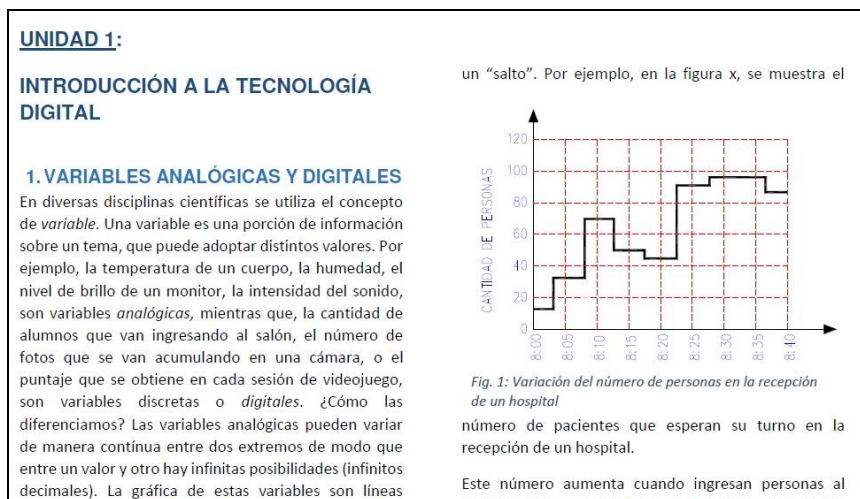 UNIDAD 1:
INTRODUCCIÓN A LA TECNOLOGÍA
DIGITAL
1. VARIABLES ANALÓGICAS Y DIGITALES
En diversas disciplinas científicas se utiliza el concepto
de variable. Una variable es una porción de información
sobre un tema, que puede adoptar distintos valores. Por
ejemplo, la temperatura de un cuerpo, la humedad, el
nivel de brillo de un monitor, la intensidad del sonido,
son variables analógicas, mientras que, la cantidad de
alumnos que van ingresando al salón, el número de
fotos que se van acumulando en una cámara, o el
puntaje que se obtiene en cada sesión de videojuego,
son variables discretas o digitales. ¿Cómo las
diferenciamos? Las variables analógicas pueden variar
de manera contínua entre dos extremos de modo que
entre un valor y otro hay infinitas posibilidades (infinitos
decimales). La gráfica de estas variables son líneas
un "salto". Por ejemplo, en la figura x, se muestra el
CANTIDAD DE PERSONAS
120
100
80
60
40
20
0
8:00
8:05
8:10
8:15
8:20
8:25
8:30
8:35
8:40
Fig. 1: Variación del número de personas en la recepción
de un hospital
número de pacientes que esperan su turno en la
recepción de un hospital.
Este número aumenta cuando ingresan personas al